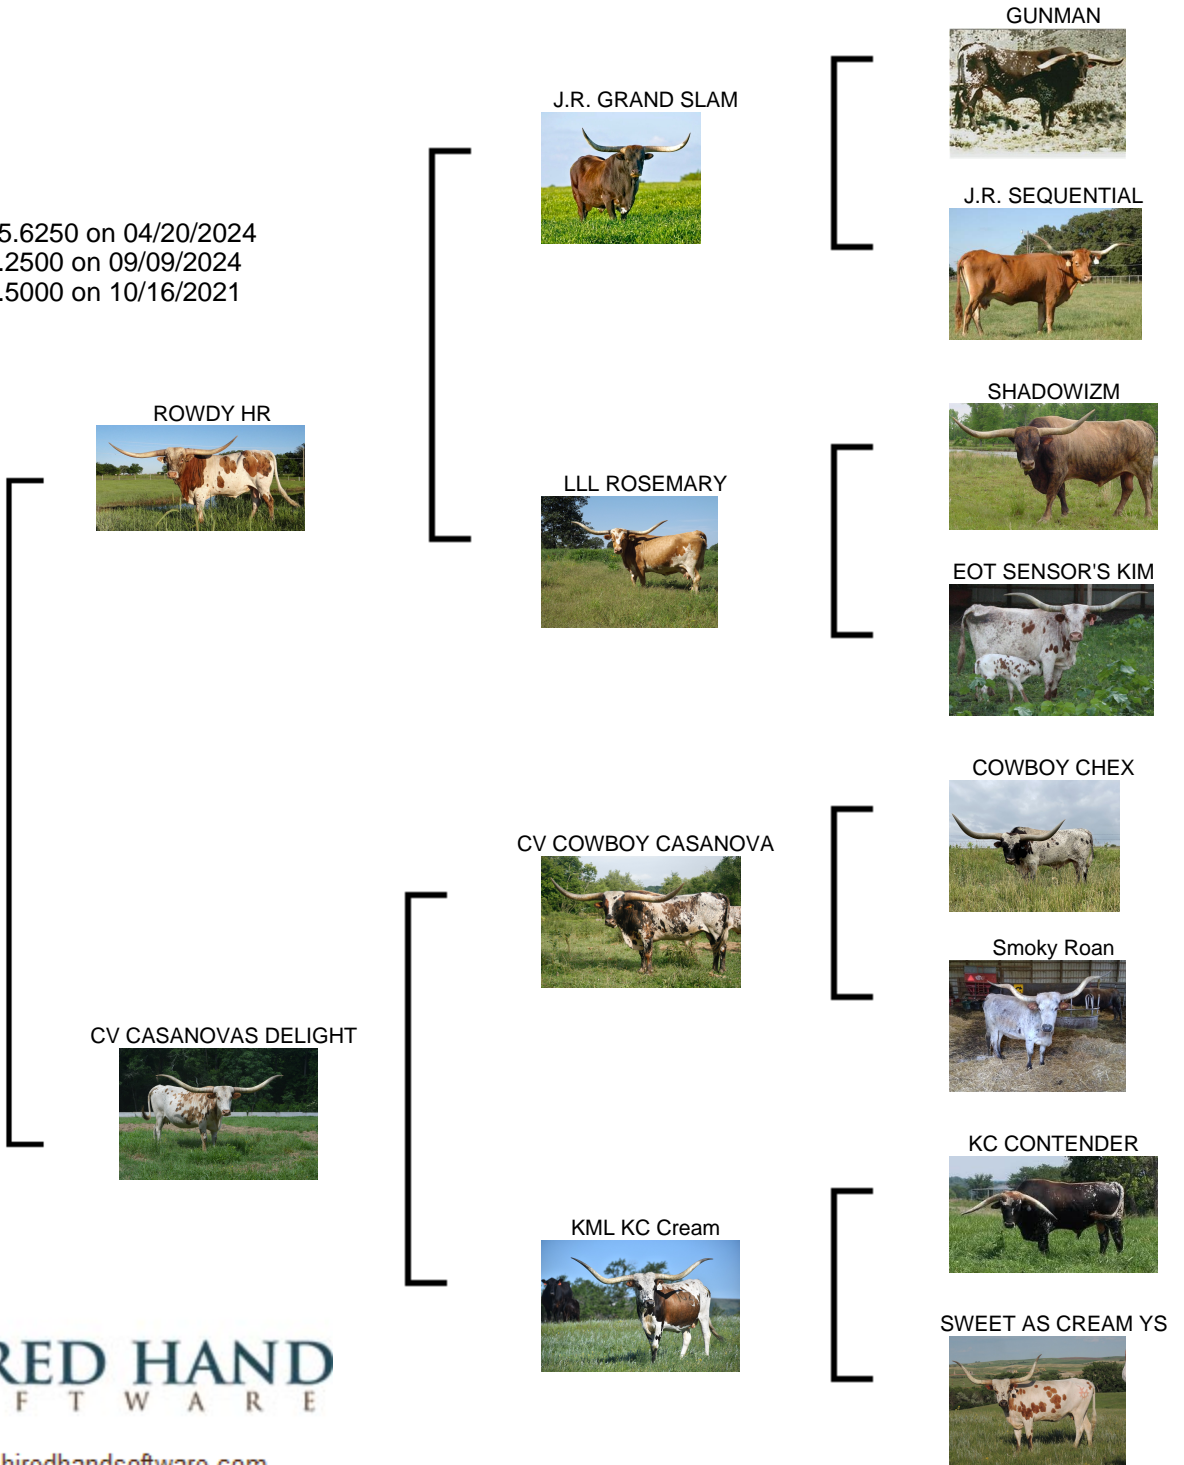 GUNMAN
J.R. GRAND SLAM
J.R. SEQUENTIAL
5.6250 on 04/20/2024
.2500 on 09/09/2024
.5000 on 10/16/2021
SHADOWIZM
ROWDY HR
LLL ROSEMARY
EOT SENSOR'S KIM
COWBOY CHEX
CV COWBOY CASANOVA
Smoky Roan
CV CASANOVAS DELIGHT
KC CONTENDER
KML KC Cream
SWEET AS CREAM YS
RED HAND
F T W A R E
hiredhandsoftware.com